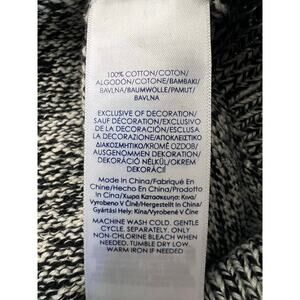 100% COTTON/COTON/
ALGODÓN/COTONE/BAMBAKI/
BAVLNA/BAUMWOLLE/PAMUT/
BAVLNA
EXCLUSIVE OF DECORATION/
SAUF DÉCORATION/EXCLUSIVO
DE LA DECORACIÓN/ESCLUSA
LA DECORAZIONE/ΑΠΟΚΛΕΙΣΤΙΚΟ
ΔΙΑΚΟΣΜΗΤΙΚΟ/KROMĚ OZDOB/
AUSGENOMMEN DEKORATION/
DEKORÁCIÓ NÉLKÜL/OKREM
DEKORÁCIÍ
Made In China/Fabriqué En
Chine/Hecho En China/Prodotto
In Cina/Χωρα Κατασκευησ: Κινα/
Vyrobeno V Číně/Hergestellt In China/
Gyártási Hely: Kína/Vyrobené V Číne
MACHINE WASH COLD. GENTLE
CYCLE. SEPARATELY. ONLY
NON-CHLORINE BLEACH WHEN
NEEDED. TUMBLE DRY LOW.
WARM IRON IF NEEDED